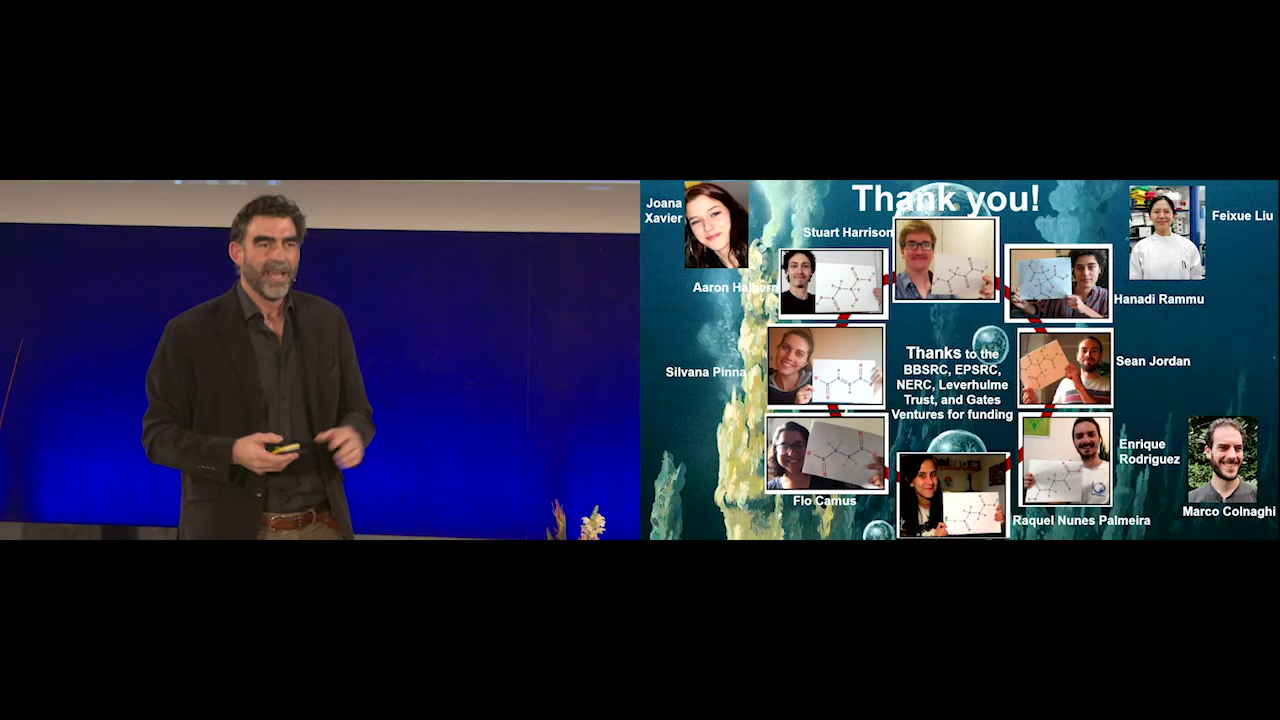 Thank you!
Joana
Xavier
Stuart Harrison
Feixue Liu
Aaron Halpern
Hanadi Rammu
Silvana Pinna
Thanks to the
BBSRC, EPSRC,
NERC, Leverhulme
Trust, and Gates
Ventures for funding
Sean Jordan
Flo Camus
Enrique
Rodriguez
Raquel Nunes Palmeira
Marco Colnaghi